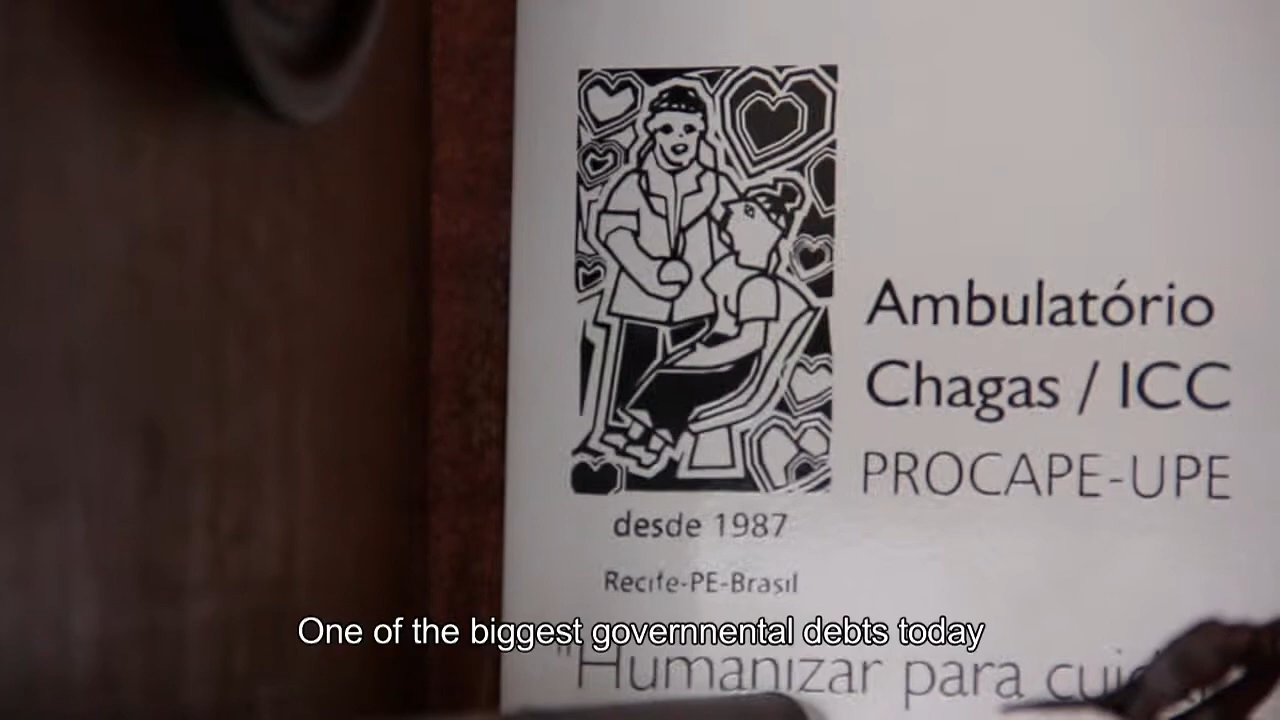 Ambulatório
Chagas / ICC
PROCAPE-UPE
desde 1987
Recife-PE-Brasil
One of the biggest governnental debts today
"Humanizar para